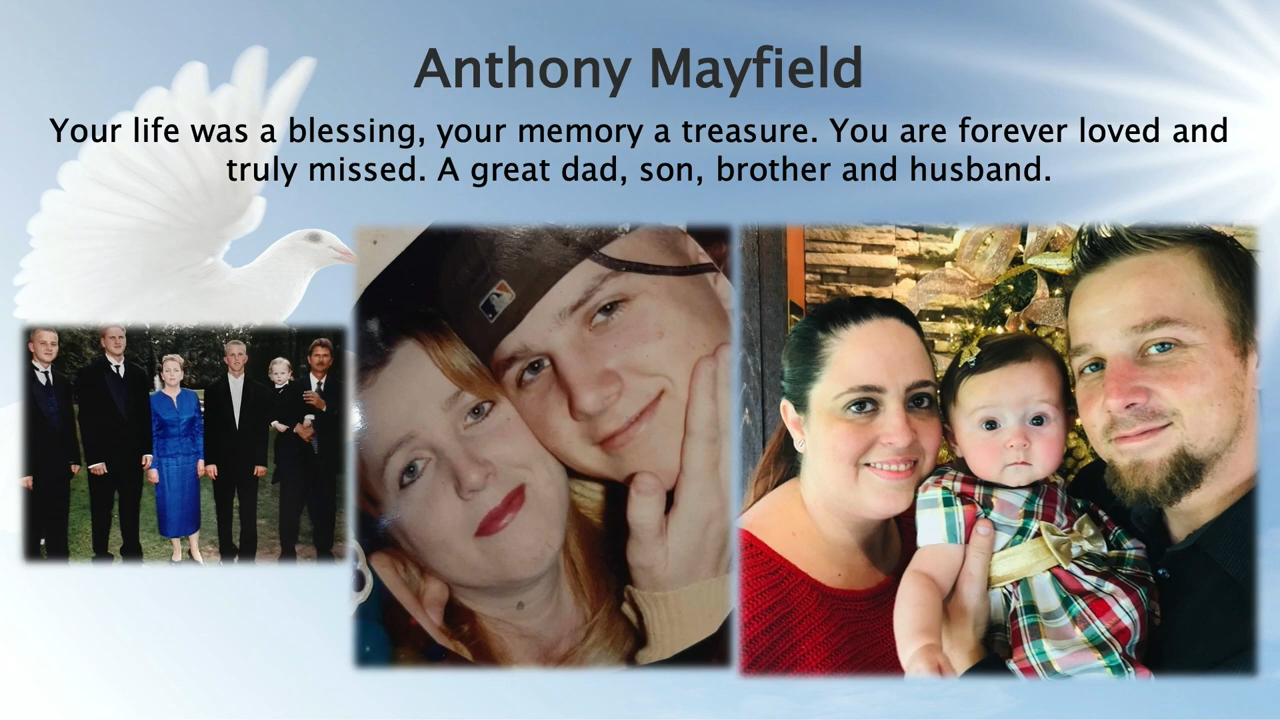 Anthony Mayfield
Your life was a blessing, your memory a treasure. You are forever loved and
truly missed. A great dad, son, brother and husband.